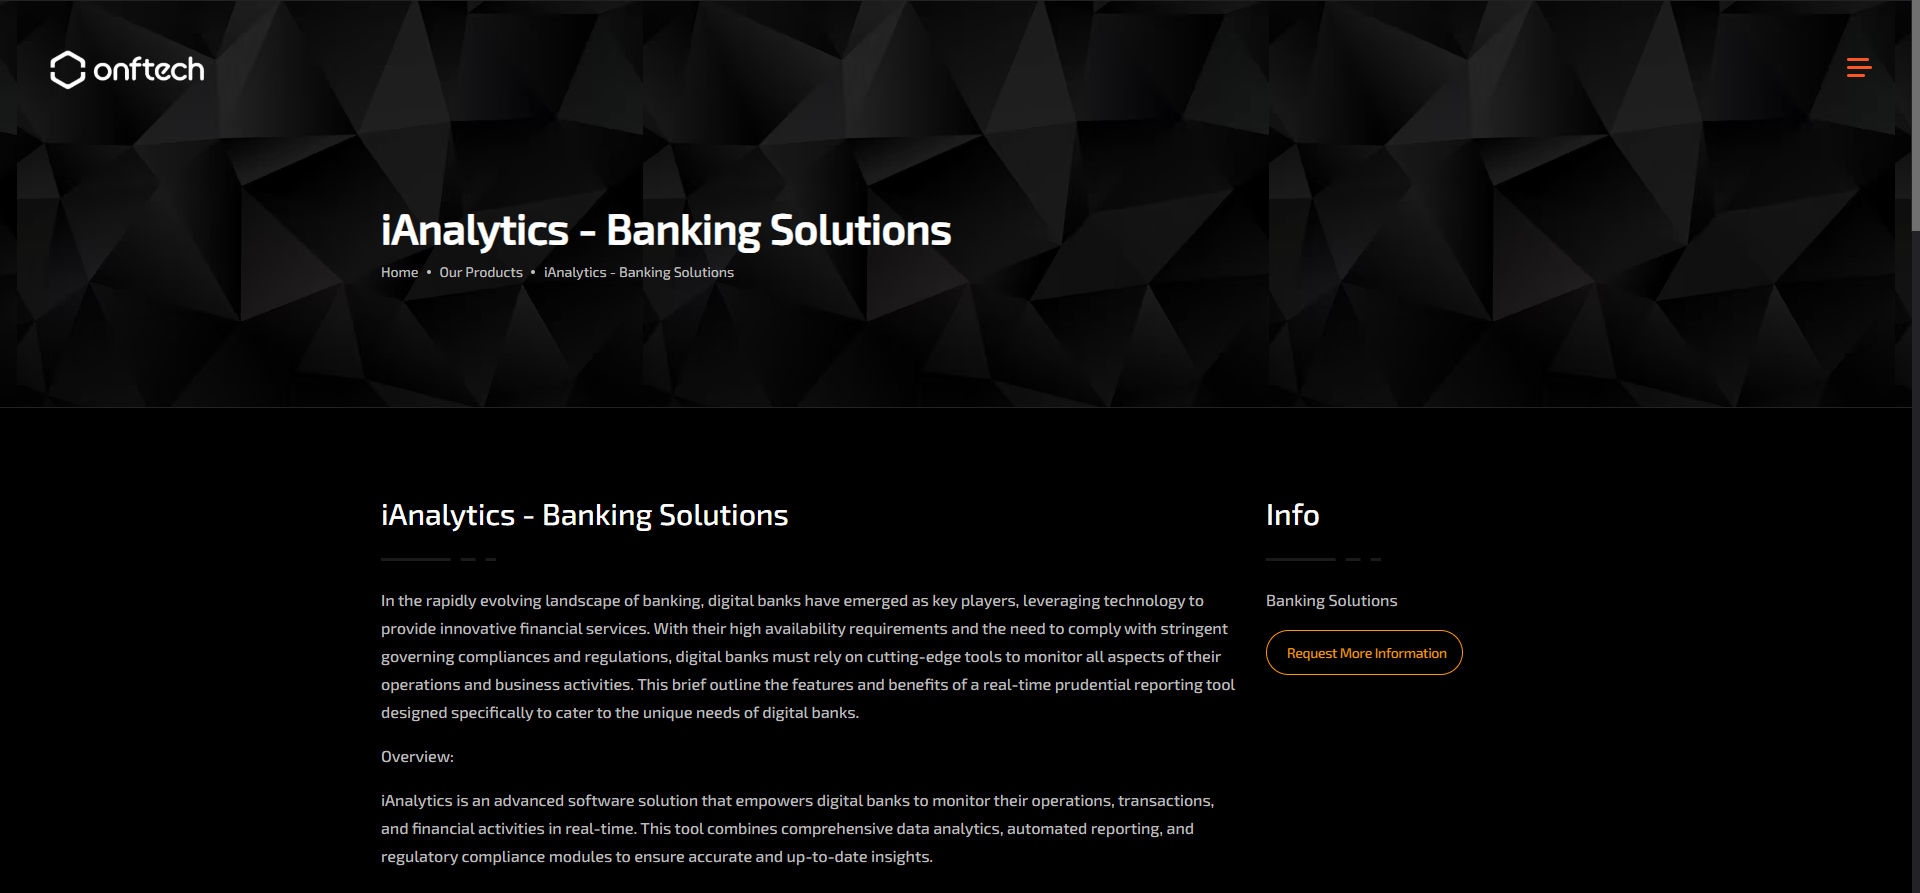 onftech
iAnalytics - Banking Solutions
Home • Our Products • iAnalytics - Banking Solutions
iAnalytics - Banking Solutions
In the rapidly evolving landscape of banking, digital banks have emerged as key players, leveraging technology to
provide innovative financial services. With their high availability requirements and the need to comply with stringent
governing compliances and regulations, digital banks must rely on cutting-edge tools to monitor all aspects of their
operations and business activities. This brief outline the features and benefits of a real-time prudential reporting tool
designed specifically to cater to the unique needs of digital banks.
Overview:
iAnalytics is an advanced software solution that empowers digital banks to monitor their operations, transactions,
and financial activities in real-time. This tool combines comprehensive data analytics, automated reporting, and
regulatory compliance modules to ensure accurate and up-to-date insights.
Info
Banking Solutions
Request More Information